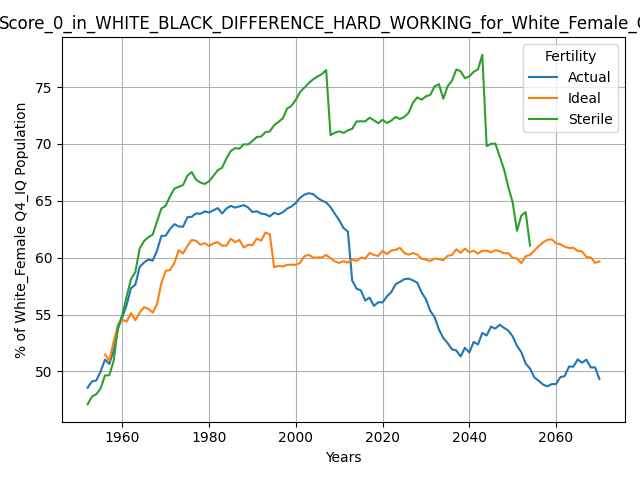 Score_0_in_WHITE_BLACK_DIFFERENCE_HARD_WORKING_for_White_Female_
% of White_Female Q4_IQ Population
75
70
65
60
55
50
Fertility
Actual
Ideal
Sterile
1960
1980
2000
2020
2040
2060
Years